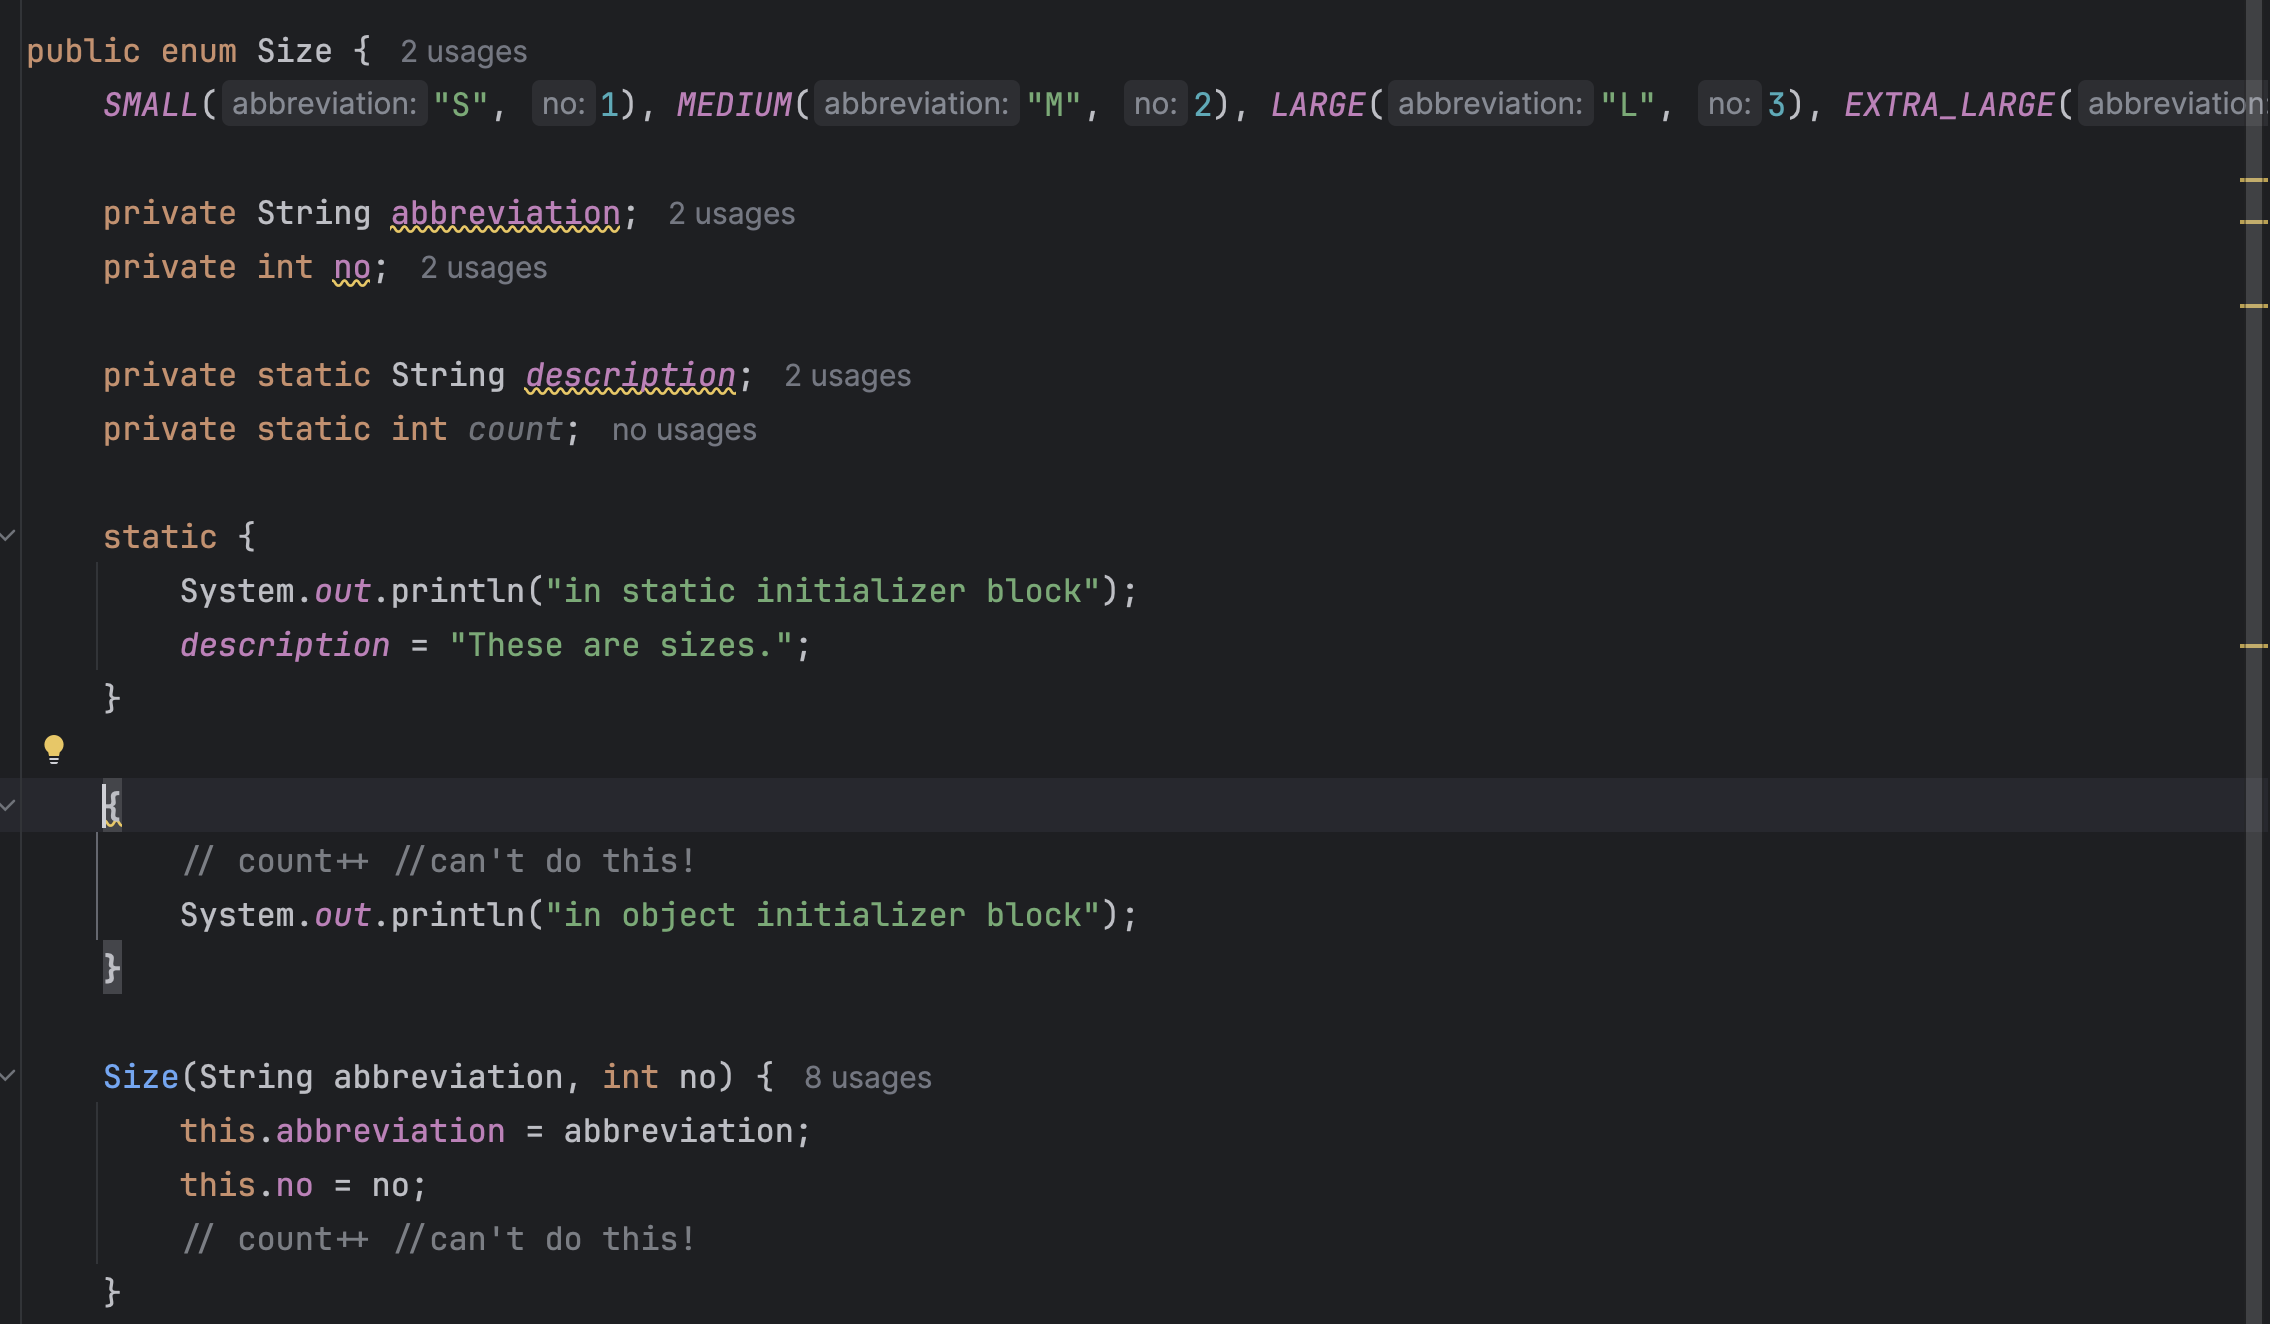 public enum Size { 2 usages
SMALL( abbreviation: "S", no: 1), MEDIUM( abbreviation: "M", no: 2), LARGE( abbreviation: "L", no: 3), EXTRA_LARGE( abbreviation:
private String abbreviation; 2 usages
private int no; 2 usages
private static String description; 2 usages
private static int count; no usages
static {
System.out.println("in static initializer block");
description = "These are sizes.";
}
{
// count++ //can't do this!
System.out.println("in object initializer block");
}
Size(String abbreviation, int no) { 8 usages
this.abbreviation = abbreviation;
this.no = no;
// count++ //can't do this!
}